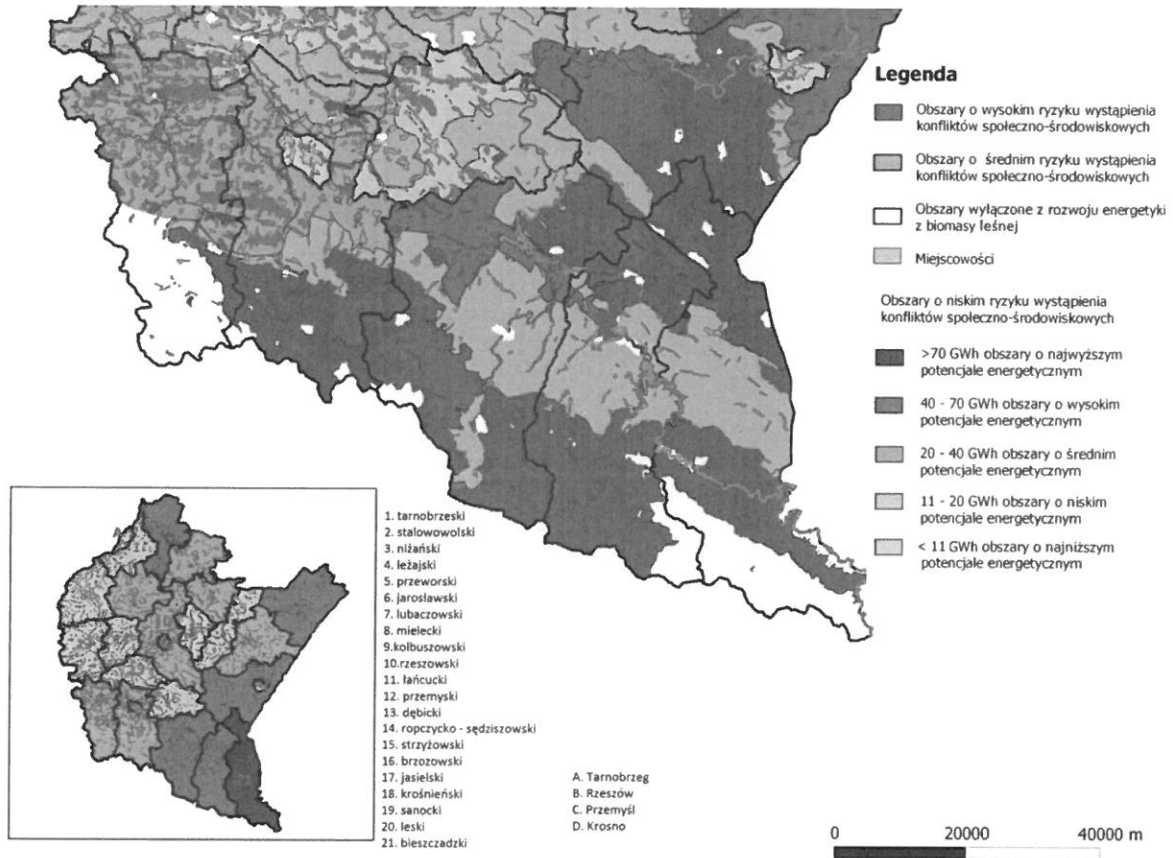 Legenda
Obszary o wysokim ryzyku wystąpienia
konfliktów społeczno-środowiskowych
Obszary o średnim ryzyku wystąpienia
konfliktów społeczno-środowiskowych
Obszary wyłączone z rozwoju energetyki
z biomasy leśnej
Miejscowości
Obszary o niskim ryzyku wystąpienia
konfliktów społeczno-środowiskowych
>70 GWh obszary o najwyższym
potencjale energetycznym
40 - 70 GWh obszary o wysokim
potencjale energetycznym
20 - 40 GWh obszary o średnim
potencjale energetycznym
11 - 20 GWh obszary o niskim
potencjale energetycznym
< 11 GWh obszary o najniższym
potencjale energetycznym
1. tarnobrzeski
2. stalowowolski
3. niżański
4. leżajski
5. przeworski
6. jarosławski
7. lubaczowski
8. mielecki
9.kolbuszowski
10.rzeszowski
11. łańcucki
12. przemyski
13. dębicki
14. ropczycko - sędziszowski
15. strzyżowski
16. brzozowski
17. jasielski
18. krośnieński
19. sanocki
20. leski
21. bieszczadzki
A. Tarnobrzeg
B. Rzeszów
C. Przemyśl
D. Krosno
0 20000 40000 m